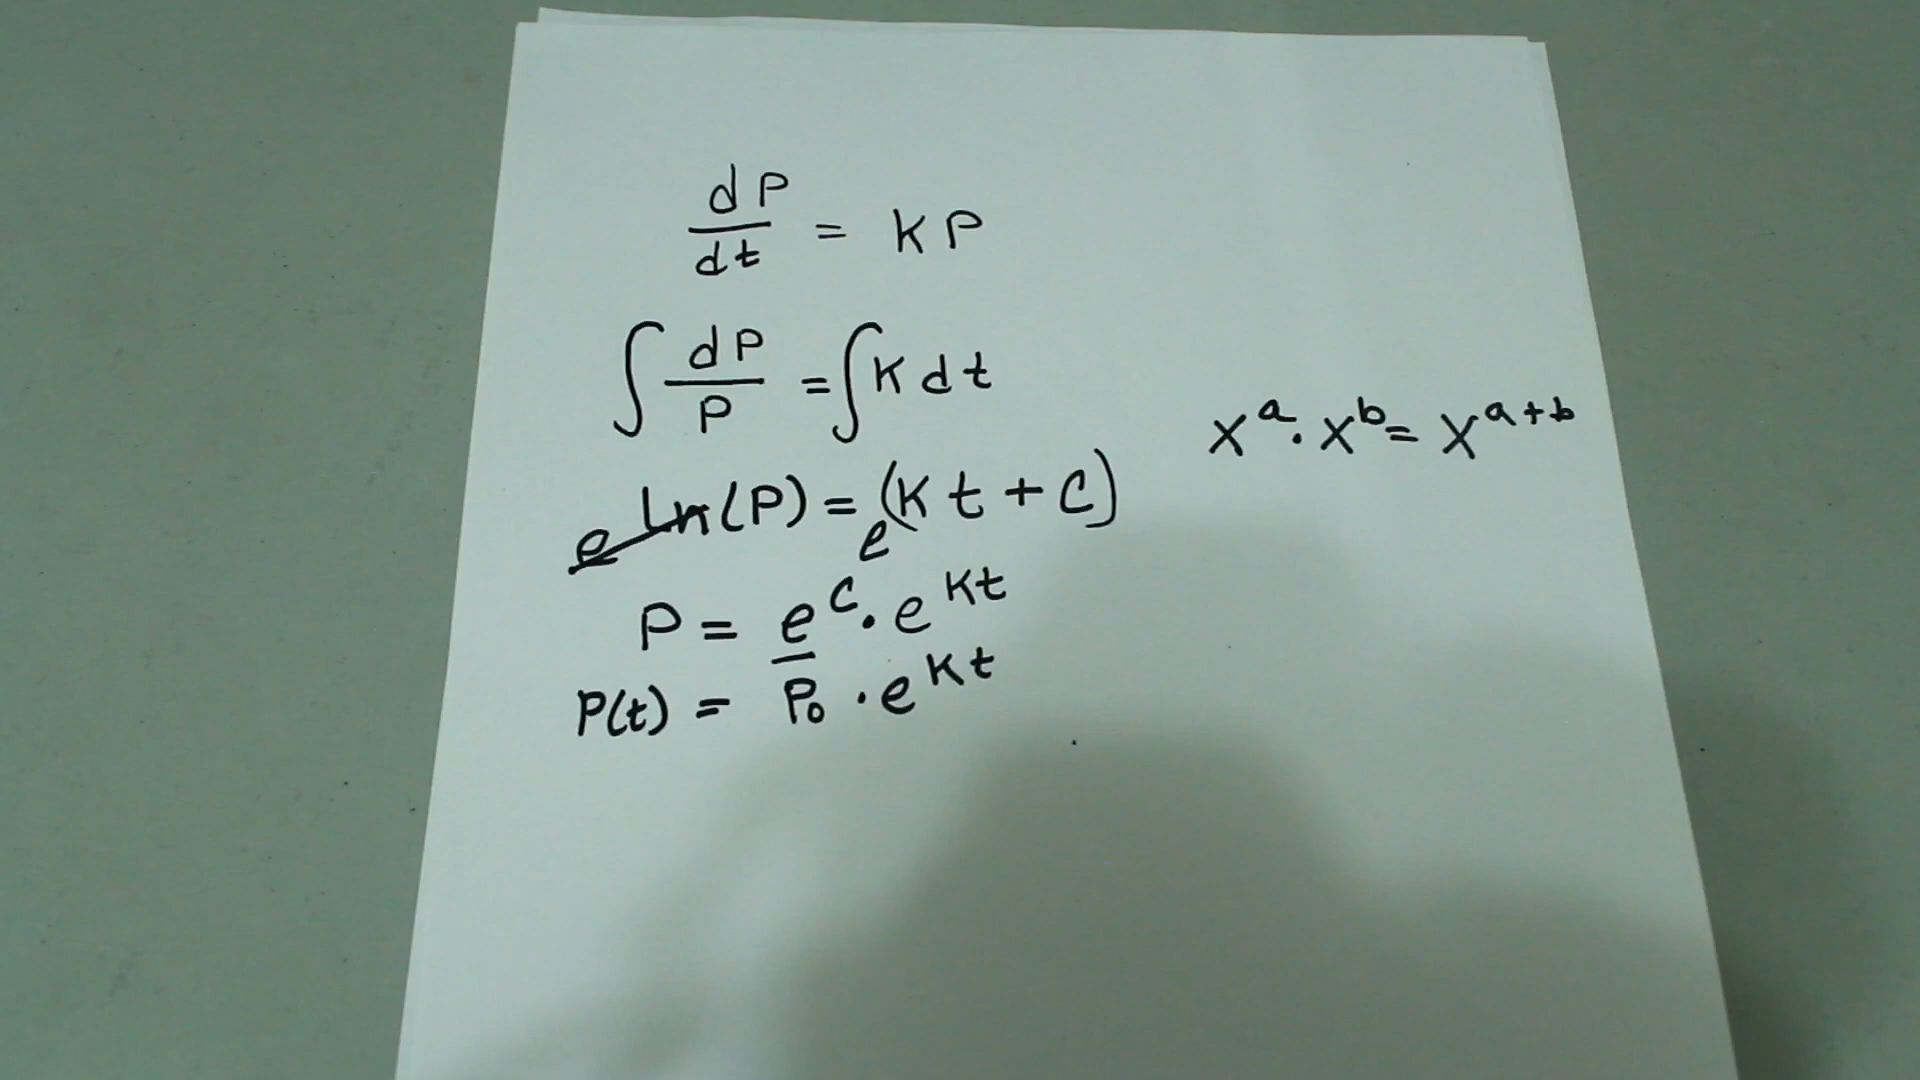 dP/dt = KP
∫ dP/P = ∫ K dt
x^a · x^b = x^(a+b)
e^Ln(P) = e^(Kt + C)
P = e^C · e^Kt
P(t) = P₀ · e^Kt